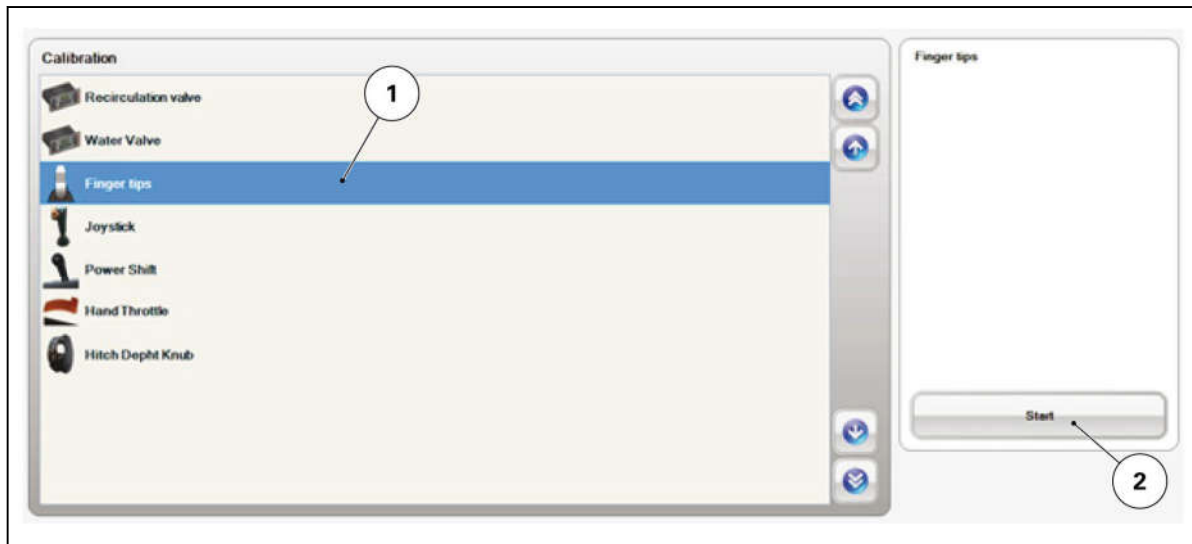 Calibration
Recirculation valve
Water Valve
Finger tips
Joystick
Power Shift
Hand Throttle
Hitch Depht Knub
1
Finger tips
Start
2